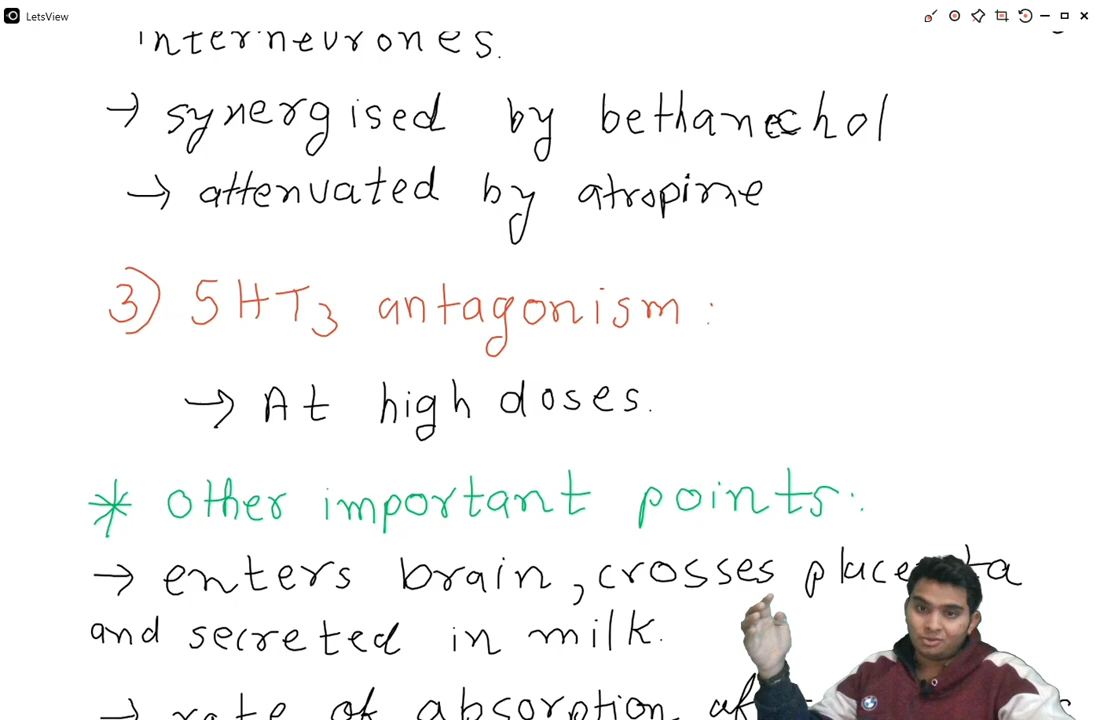 LetsView
interneurones.
→ synergised by bethanechol
→ attenuated by atropine
3) 5HT3 antagonism:
→ At high doses.
* Other important points:
→ enters brain, crosses placenta
and secreted in milk.
→ rate of absorption